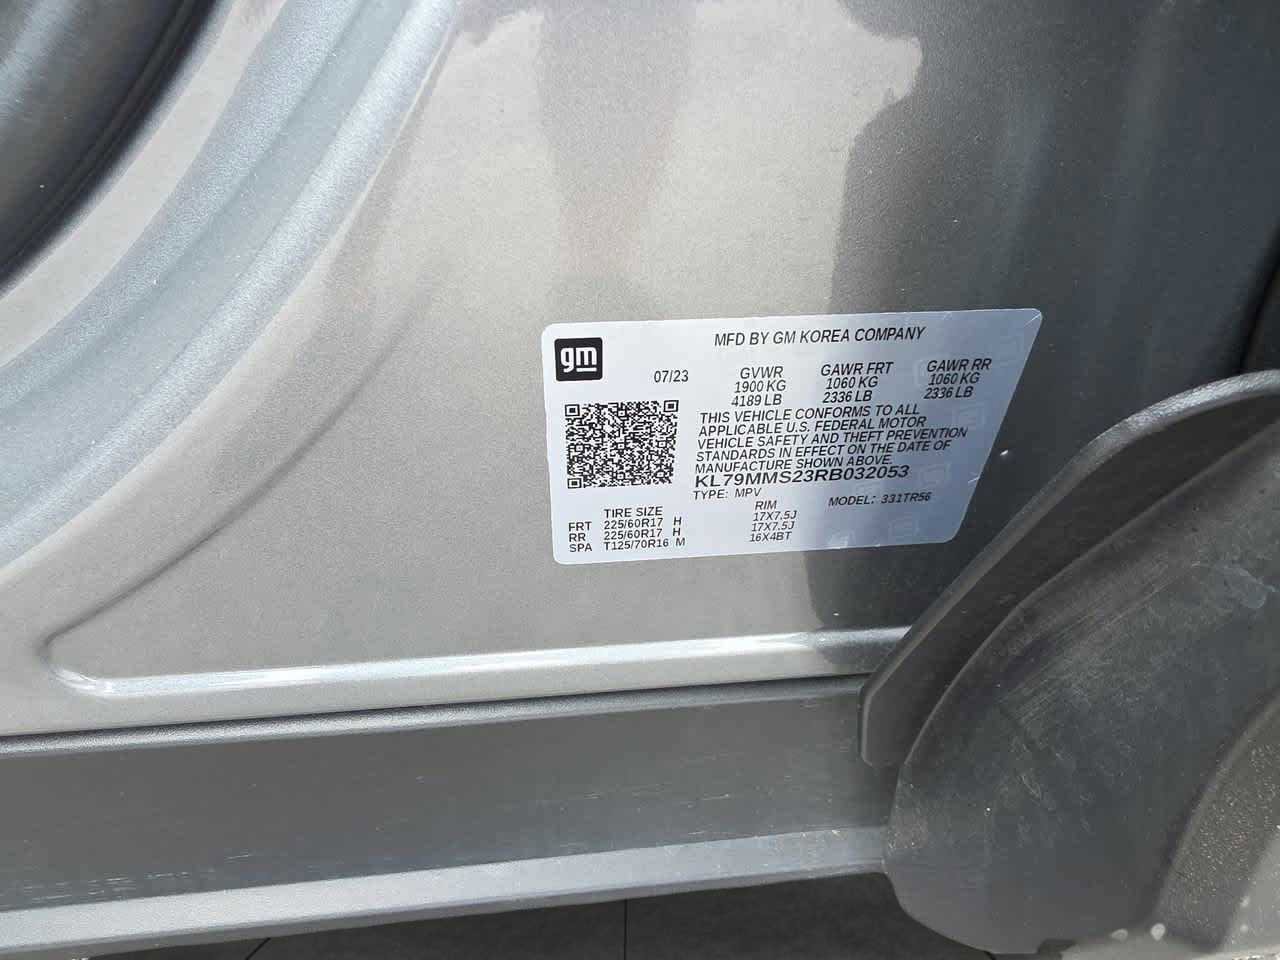 MFD BY GM KOREA COMPANY
gm
07/23 GVWR GAWR FRT GAWR RR
1900 KG 1060 KG 1060 KG
4189 LB 2336 LB 2336 LB
THIS VEHICLE CONFORMS TO ALL
APPLICABLE U.S. FEDERAL MOTOR
VEHICLE SAFETY AND THEFT PREVENTION
STANDARDS IN EFFECT ON THE DATE OF
MANUFACTURE SHOWN ABOVE.
KL79MMS23RB032053
TYPE: MPV MODEL: 331TR56
TIRE SIZE RIM
FRT 225/60R17 H 17X7.5J
RR 225/60R17 H 17X7.5J
SPA T125/70R16 M 16X4BT